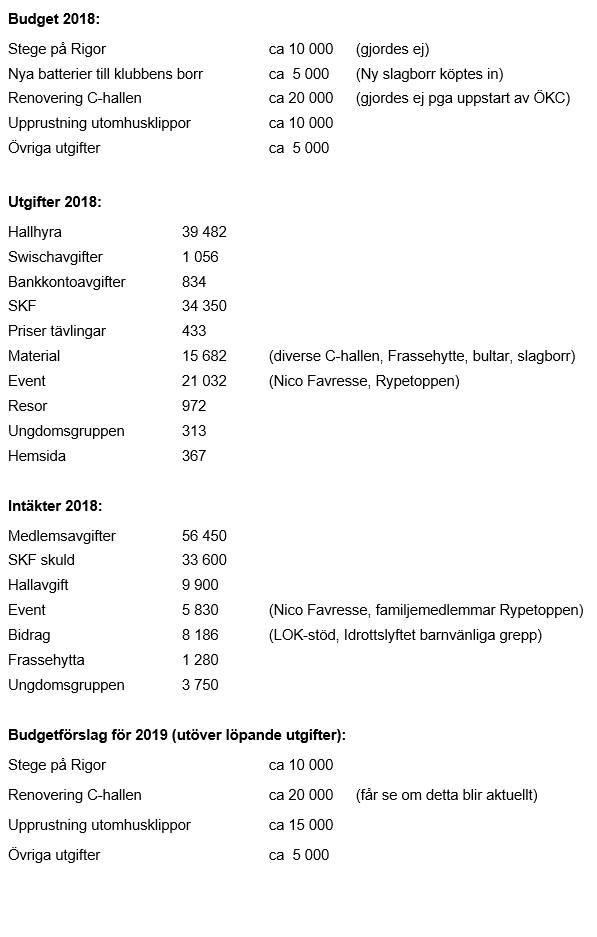 Budget 2018:
Stege på Rigor ca 10 000 (gjordes ej)
Nya batterier till klubbens borr ca 5 000 (Ny slagborr köptes in)
Renovering C-hallen ca 20 000 (gjordes ej pga uppstart av ÖKC)
Upprustning utomhusklippor ca 10 000
Övriga utgifter ca 5 000
Utgifter 2018:
Hallhyra 39 482
Swischavgifter 1 056
Bankkontoavgifter 834
SKF 34 350
Priser tävlingar 433
Material 15 682 (diverse C-hallen, Frassehytte, bultar, slagborr)
Event 21 032 (Nico Favresse, Rypetoppen)
Resor 972
Ungdomsgruppen 313
Hemsida 367
Intäkter 2018:
Medlemsavgifter 56 450
SKF skuld 33 600
Hallavgift 9 900
Event 5 830 (Nico Favresse, familjemedlemmar Rypetoppen)
Bidrag 8 186 (LOK-stöd, Idrottslyftet barnvänliga grepp)
Frassehytta 1 280
Ungdomsgruppen 3 750
Budgetförslag för 2019 (utöver löpande utgifter):
Stege på Rigor ca 10 000
Renovering C-hallen ca 20 000 (får se om detta blir aktuellt)
Upprustning utomhusklippor ca 15 000
Övriga utgifter ca 5 000